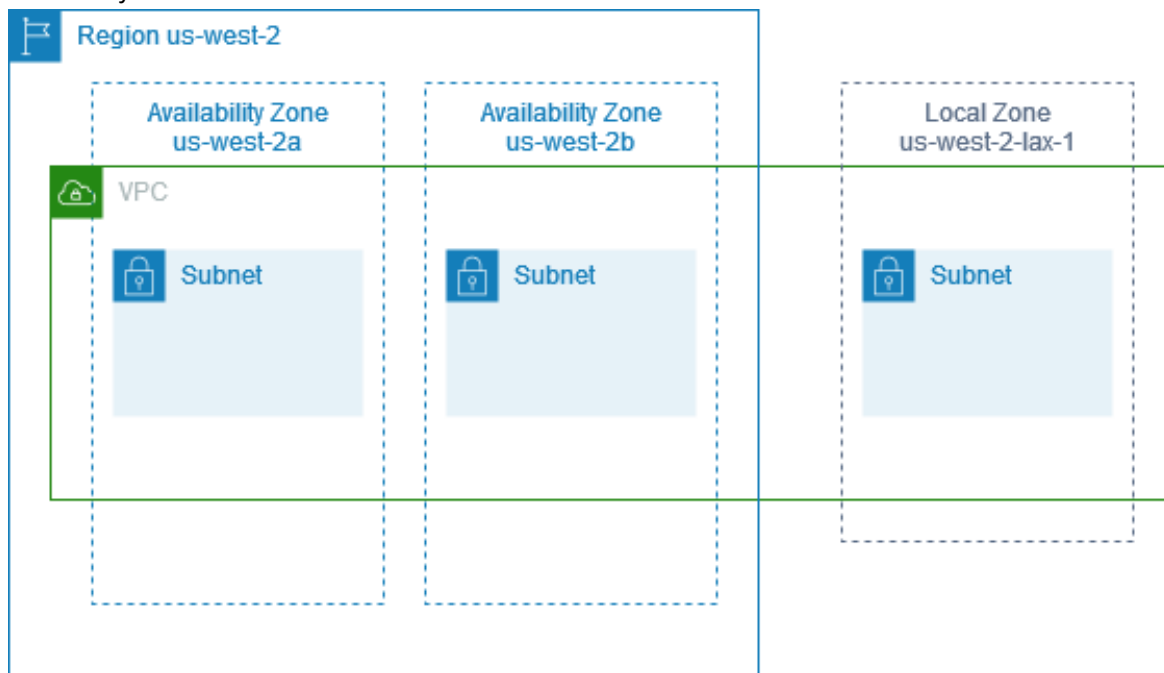 Region us-west-2
Availability Zone
us-west-2a
Availability Zone
us-west-2b
Local Zone
us-west-2-lax-1
VPC
Subnet
Subnet
Subnet